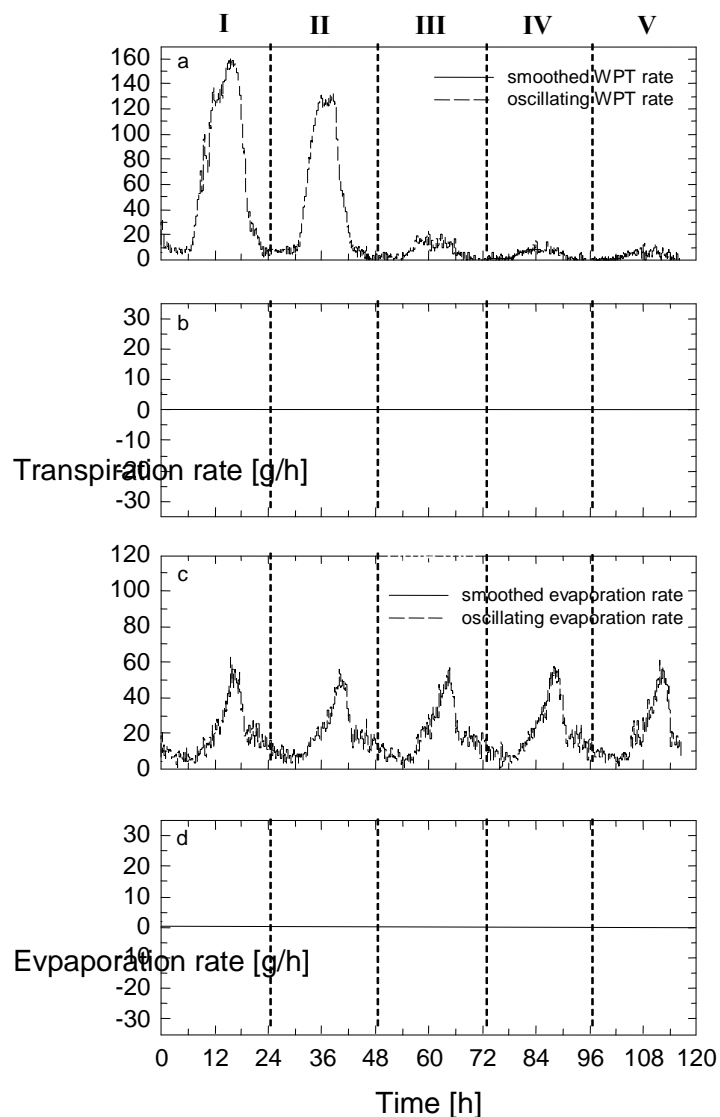 I II III IV V
a
smoothed WPT rate
oscillating WPT rate
160
140
120
100
80
60
40
20
0
b
30
20
10
0
-10
-20
-30
Transpiration rate [g/h]
c
smoothed evaporation rate
oscillating evaporation rate
120
100
80
60
40
20
0
d
30
20
10
0
-10
-20
-30
Evpaporation rate [g/h]
0 12 24 36 48 60 72 84 96 108 120
Time [h]